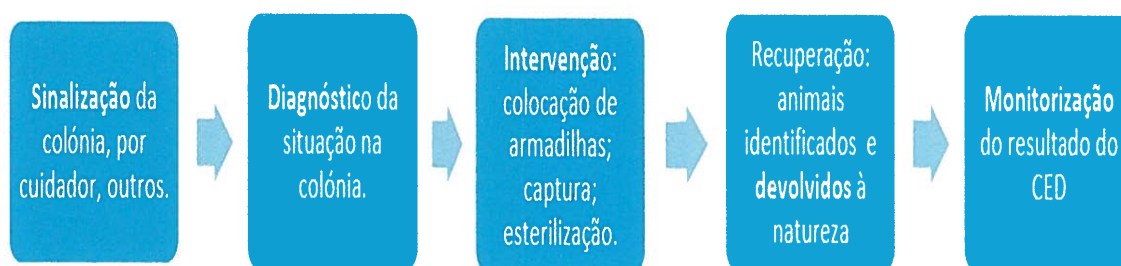 Sinalização da
colónia, por
cuidador, outros.
Diagnóstico da
situação na
colónia.
Intervenção:
colocação de
armadilhas;
captura;
esterilização.
Recuperação:
animais
identificados e
devolvidos à
natureza
Monitorização
do resultado do
CED